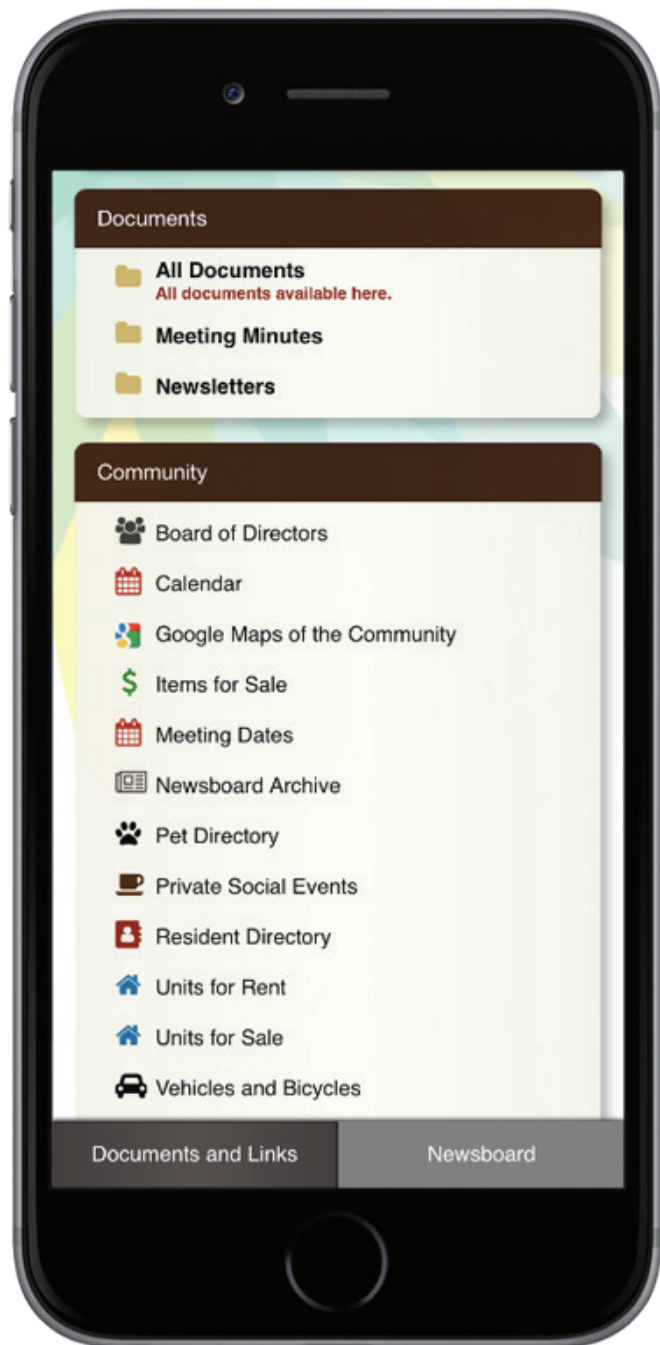 Documents
All Documents
All documents available here.
Meeting Minutes
Newsletters
Community
Board of Directors
Calendar
Google Maps of the Community
Items for Sale
Meeting Dates
Newsboard Archive
Pet Directory
Private Social Events
Resident Directory
Units for Rent
Units for Sale
Vehicles and Bicycles
Documents and Links
Newsboard